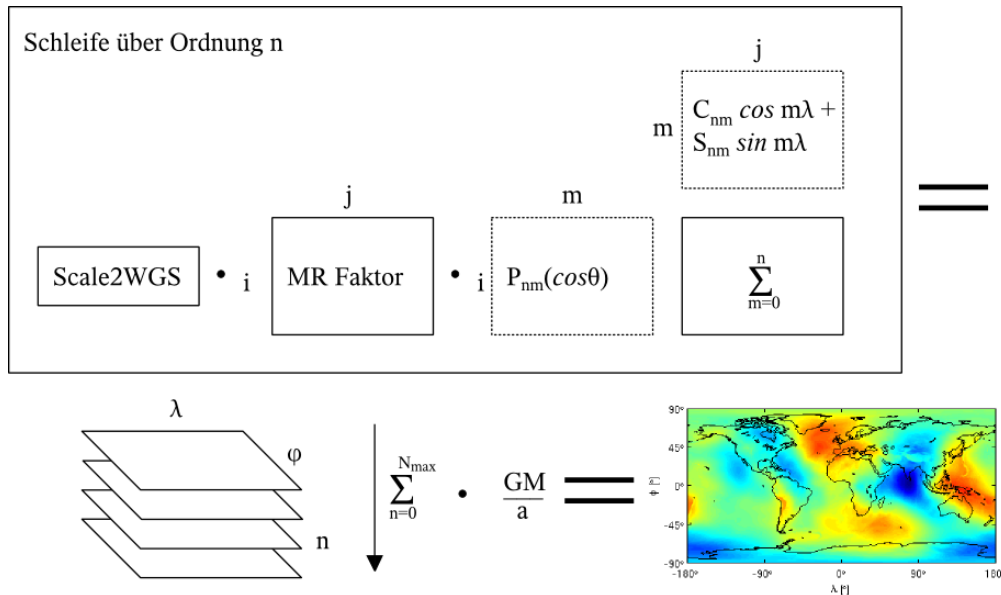 Schleife über Ordnung n
j
m
C_nm cos mλ +
S_nm sin mλ
j
m
Scale2WGS • i
MR Faktor • i
P_nm(cosθ)
n
∑
m=0
=
λ
φ
n
N_max
∑
n=0
•
GM
a
=
90°
45°
0°
-45°
-90°
Φ [°]
-180°
-90°
0°
90°
180
λ [°]